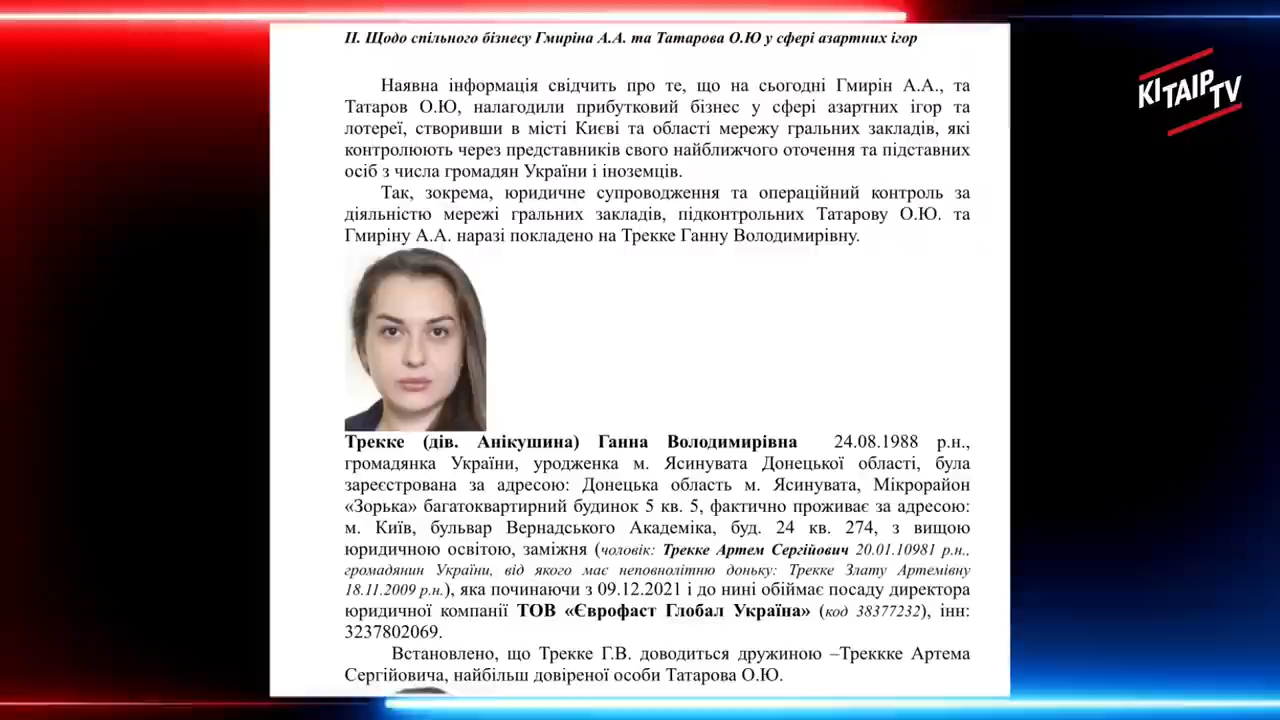 II. Щодо спільного бізнесу Гмиріна А.А. та Татарова О.Ю у сфері азартних ігор
KITAIP TV
Наявна інформація свідчить про те, що на сьогодні Гмирін А.А., та
Татаров О.Ю, налагодили прибутковий бізнес у сфері азартних ігор та
лотереї, створивши в місті Києві та області мережу гральних закладів, які
контролюють через представників свого найближчого оточення та підставних
осіб з числа громадян України і іноземців.
Так, зокрема, юридичне супроводження та операційний контроль за
діяльністю мережі гральних закладів, підконтрольних Татарову О.Ю. та
Гмиріну А.А. наразі покладено на Трекке Ганну Володимирівну.
Трекке (дів. Анікушина) Ганна Володимирівна 24.08.1988 р.н.,
громадянка України, уродженка м. Ясинувата Донецької області, була
зареєстрована за адресою: Донецька область м. Ясинувата, Мікрорайон
«Зорька» багатоквартирний будинок 5 кв. 5, фактично проживає за адресою:
м. Київ, бульвар Вернадського Академіка, буд. 24 кв. 274, з вищою
юридичною освітою, заміжня (чоловік: Трекке Артем Сергійович 20.01.10981 р.н.,
громадянин України, від якого має неповнолітню доньку: Трекке Злату Артемівну
18.11.2009 р.н.), яка починаючи з 09.12.2021 і до нині обіймає посаду директора
юридичної компанії ТОВ «Єврофаст Глобал Україна» (код 38377232), інн:
3237802069.
Встановлено, що Трекке Г.В. доводиться дружиною –Треккке Артема
Сергійовича, найбільш довіреної особи Татарова О.Ю.